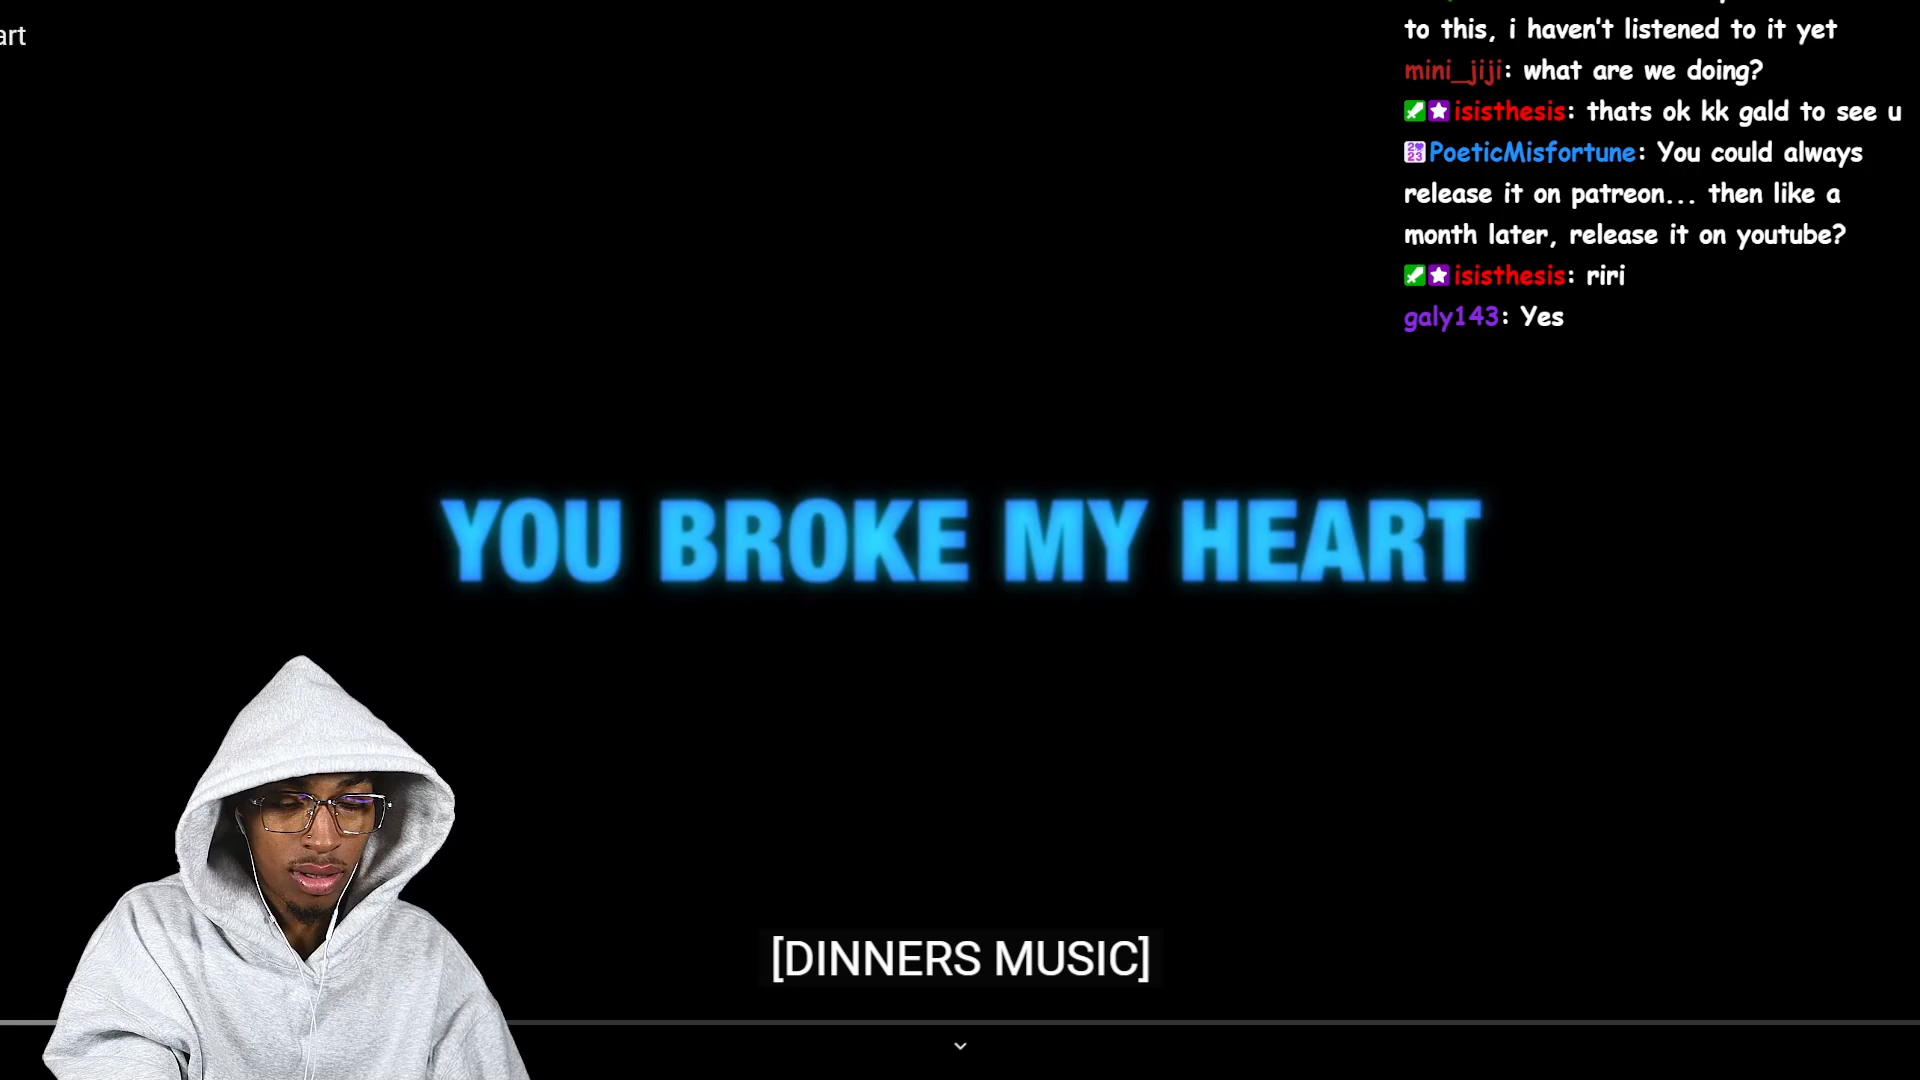 art
to this, i haven't listened to it yet
mini_jiji: what are we doing?
isisthesis: thats ok kk gald to see u
2023 PoeticMisfortune: You could always
release it on patreon... then like a
month later, release it on youtube?
isisthesis: riri
galy143: Yes
YOU BROKE MY HEART
[DINNERS MUSIC]